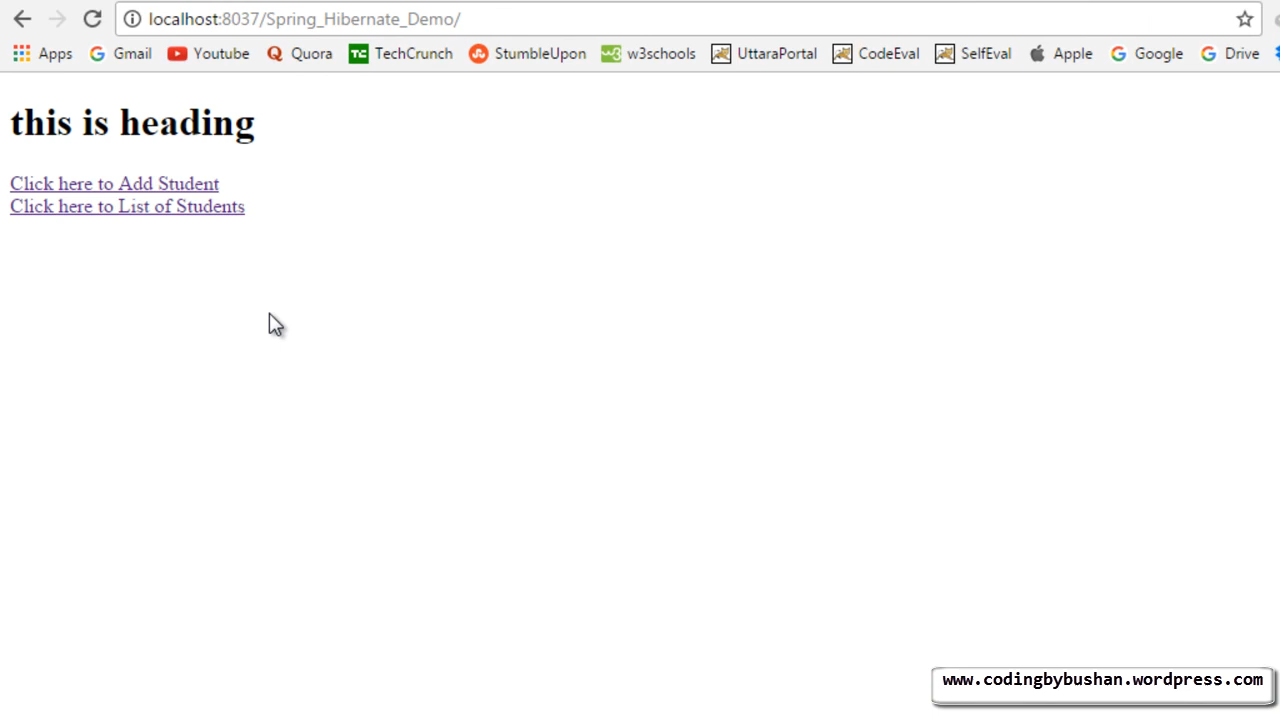 localhost:8037/Spring_Hibernate_Demo/
Apps Gmail Youtube Quora TechCrunch StumbleUpon w3schools UttaraPortal CodeEval SelfEval Apple Google Drive
this is heading
Click here to Add Student
Click here to List of Students
www.codingbybushan.wordpress.com